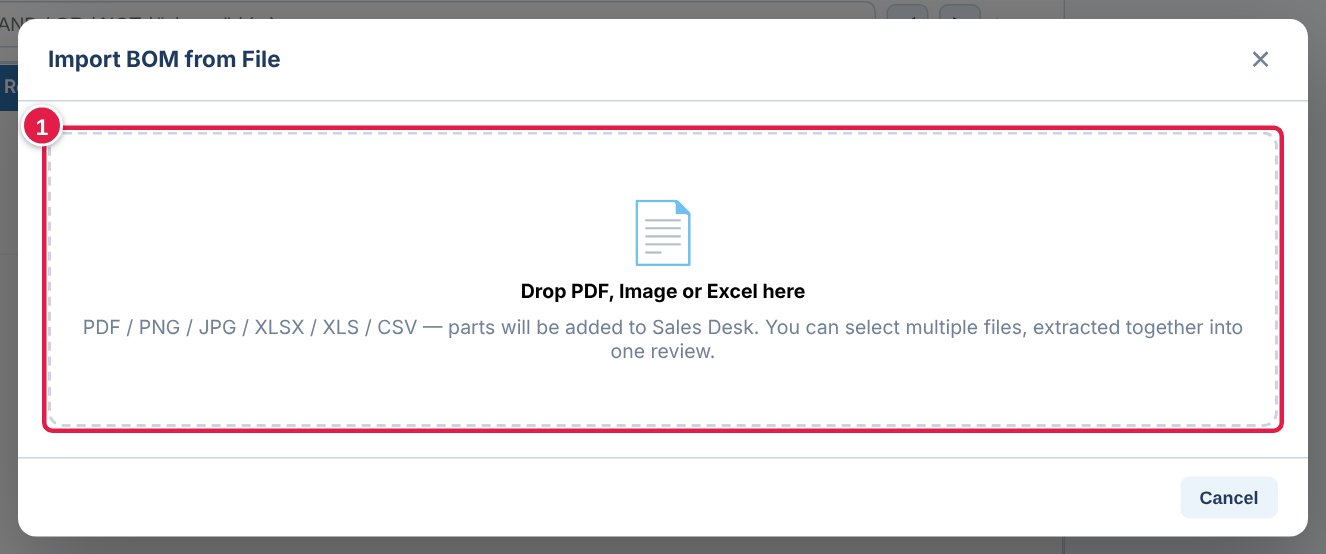 Import BOM from File
1
Drop PDF, Image or Excel here
PDF / PNG / JPG / XLSX / XLS / CSV — parts will be added to Sales Desk. You can select multiple files, extracted together into
one review.
Cancel